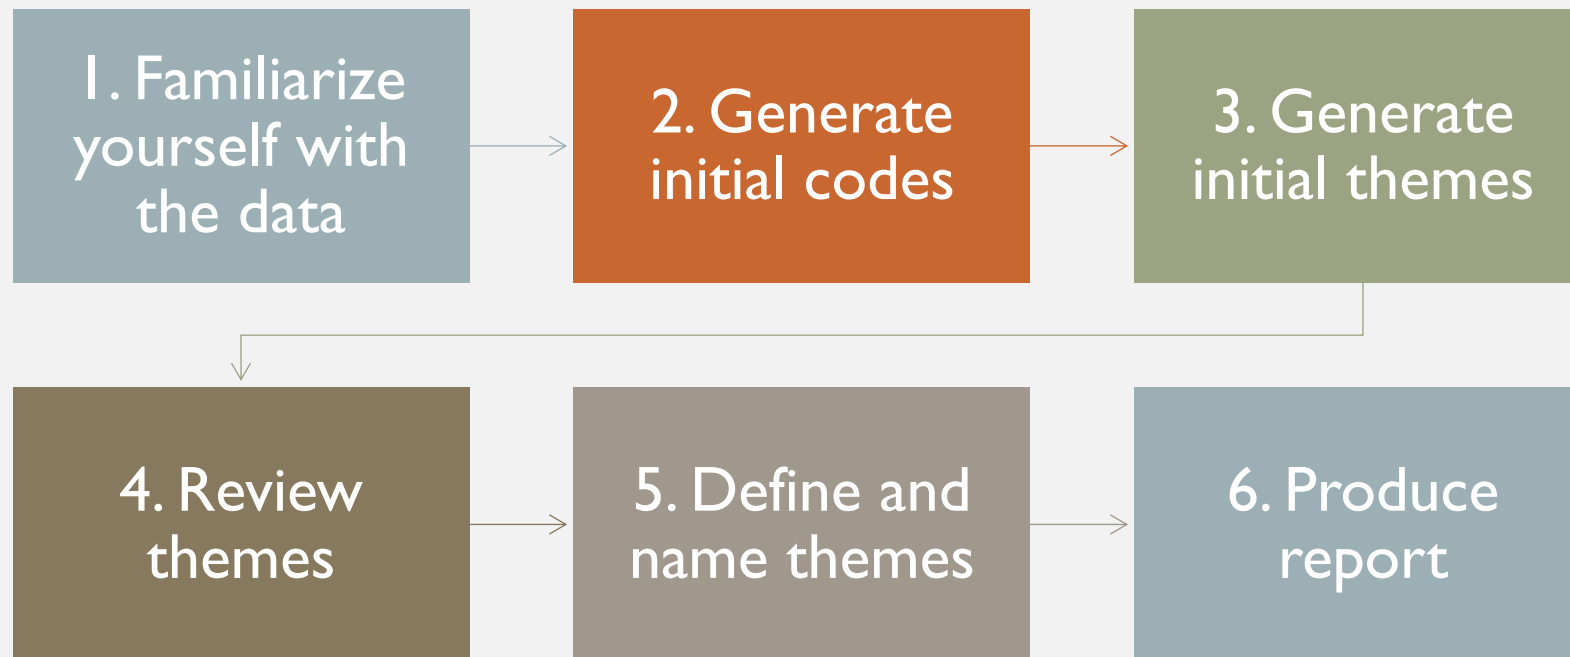 1. Familiarize
yourself with
the data
2. Generate
initial codes
3. Generate
initial themes
4. Review
themes
5. Define and
name themes
6. Produce
report